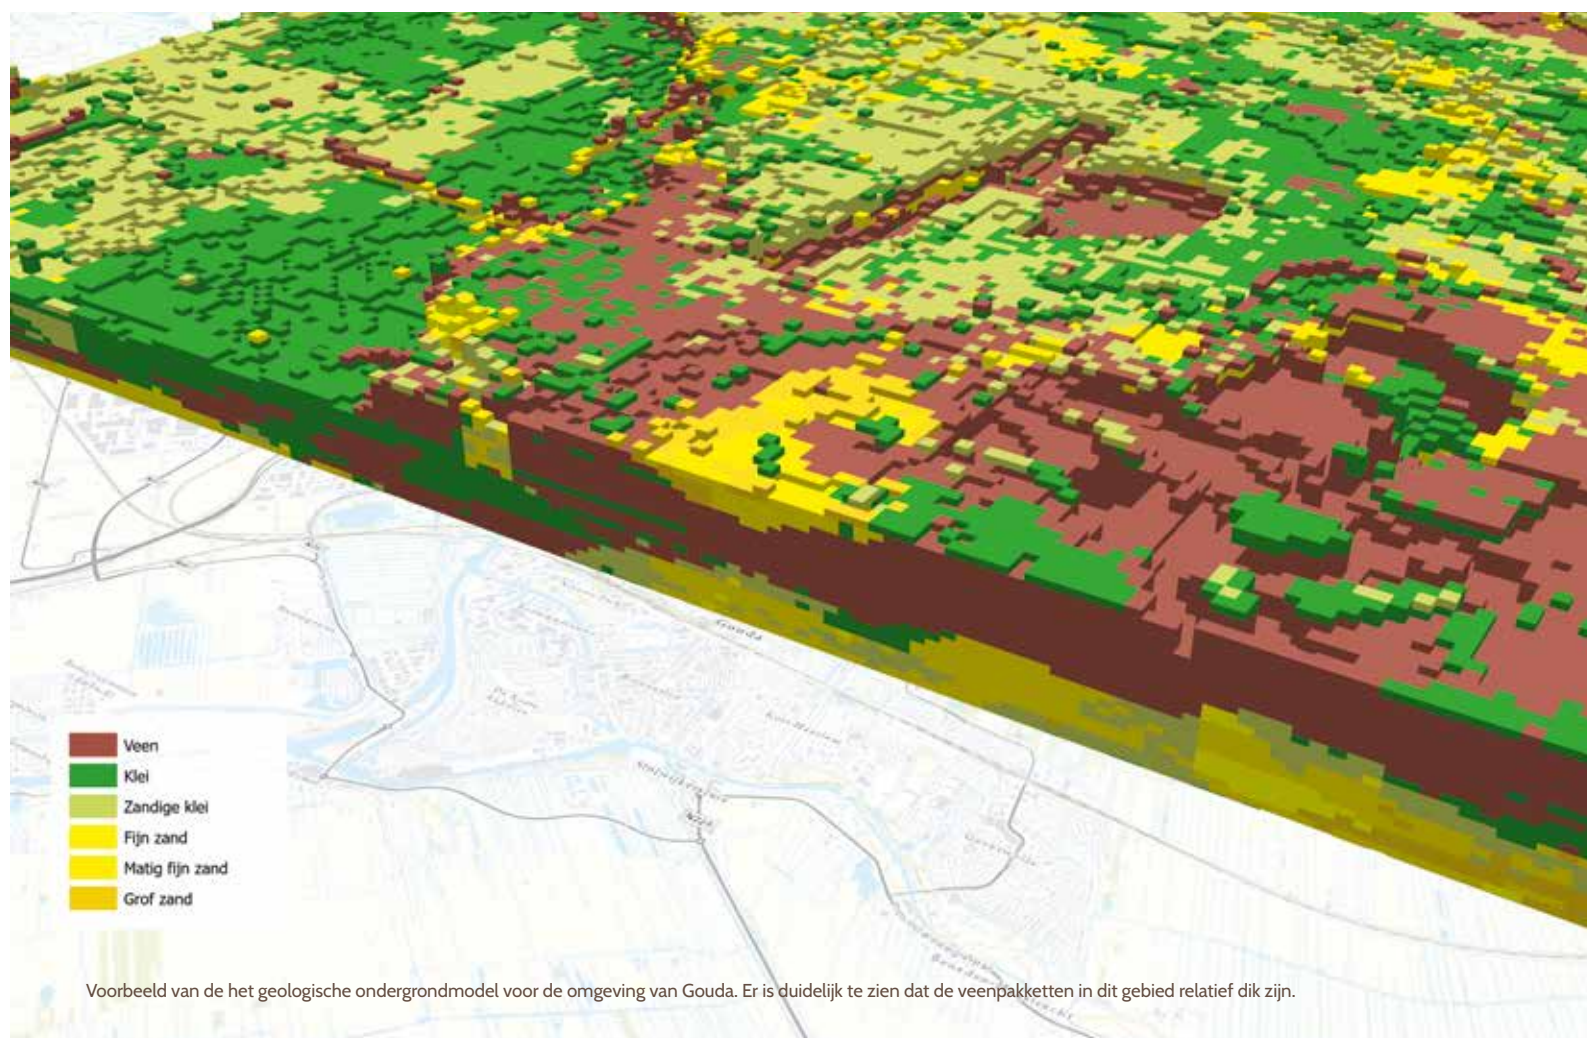 Gouda
Veen
Klei
Zandige klei
Fijn zand
Matig fijn zand
Grof zand
Voorbeeld van de het geologische ondergrondmodel voor de omgeving van Gouda. Er is duidelijk te zien dat de veenpakketten in dit gebied relatief dik zijn.